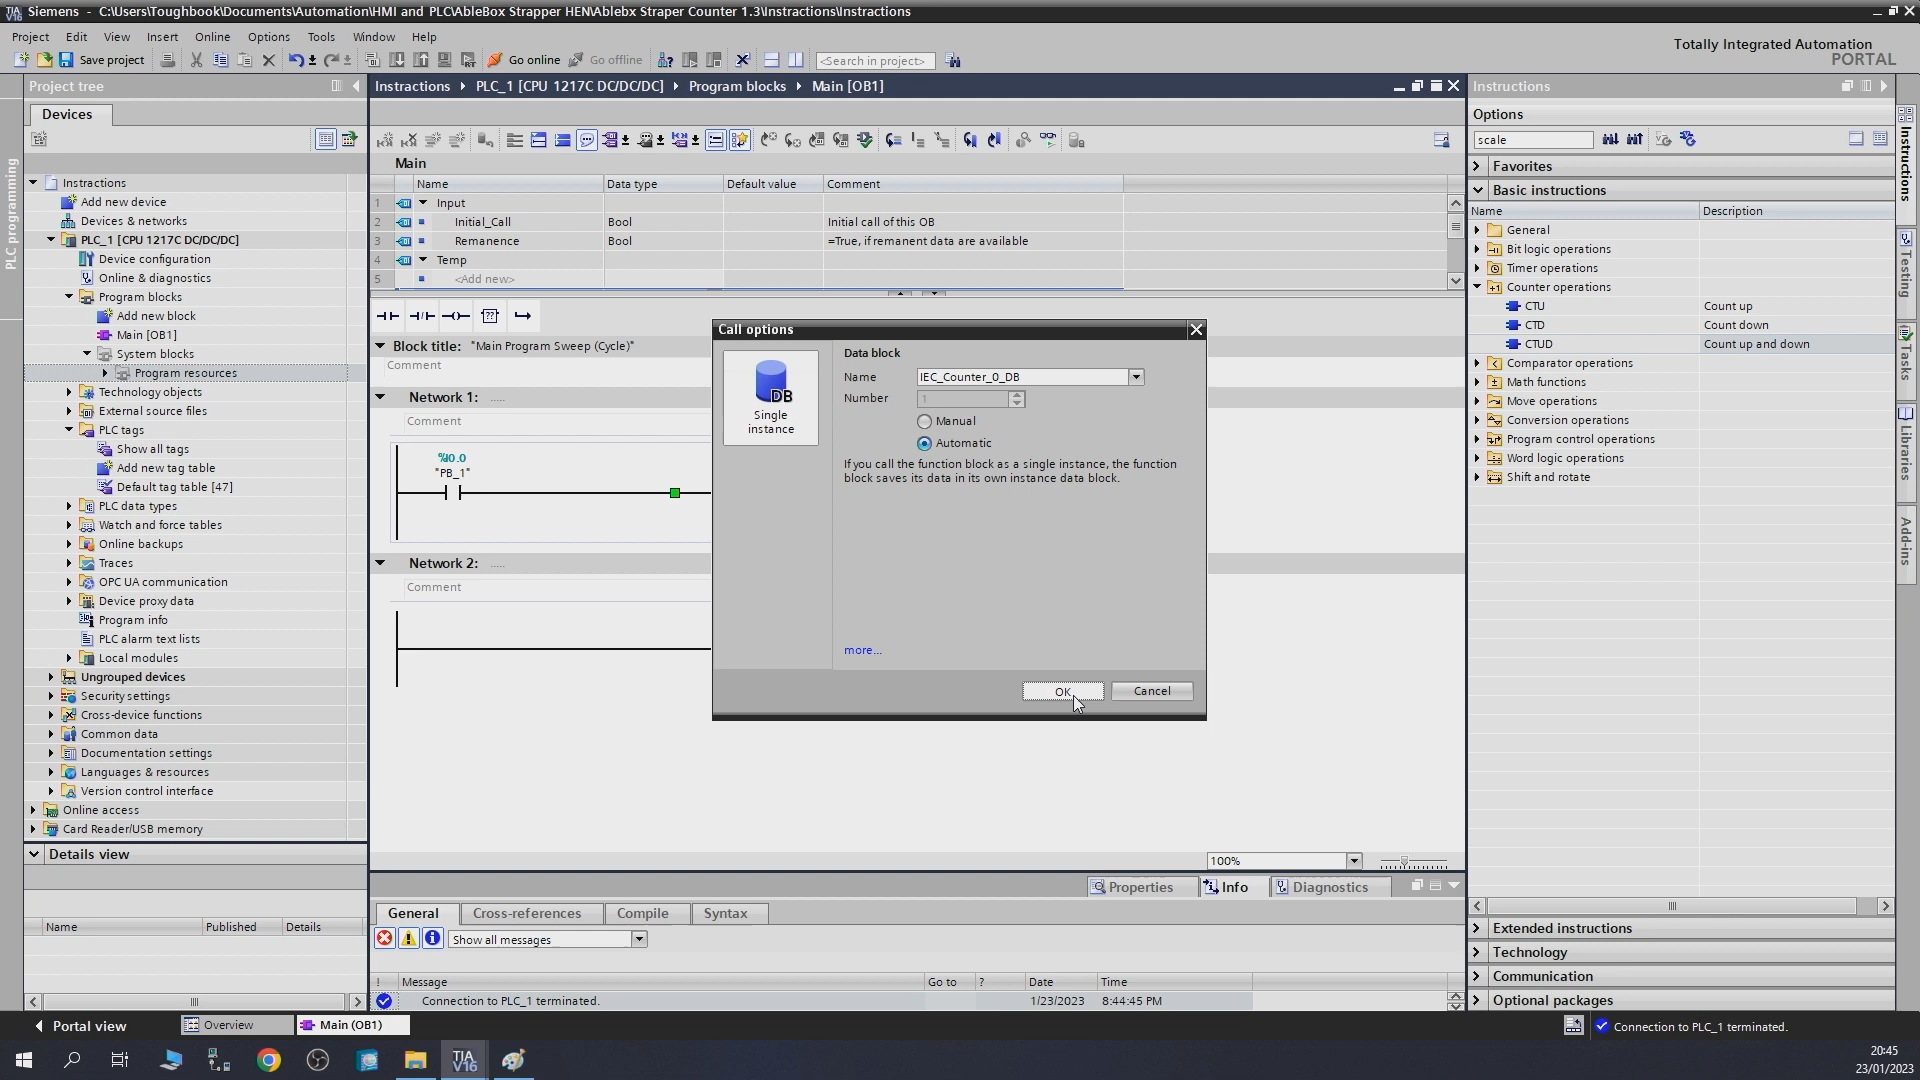 Siemens - C:\Users\Toughbook\Documents\Automation\HMI and PLC\AbleBox Strapper HEN\Ablebx Straper Counter 1.3\Instractions\Instractions
Project Edit View Insert Online Options Tools Window Help
Totally Integrated Automation
PORTAL
Save project
Go online
Go offline
<Search in project>
Project tree
Devices
PLC programming
Instractions
Add new device
Devices & networks
PLC_1 [CPU 1217C DC/DC/DC]
Device configuration
Online & diagnostics
Program blocks
Add new block
Main [OB1]
System blocks
Program resources
Technology objects
External source files
PLC tags
Show all tags
Add new tag table
Default tag table [47]
PLC data types
Watch and force tables
Online backups
Traces
OPC UA communication
Device proxy data
Program info
PLC alarm text lists
Local modules
Ungrouped devices
Security settings
Cross-device functions
Common data
Documentation settings
Languages & resources
Version control interface
Online access
Card Reader/USB memory
Details view
Name Published Details
Instractions PLC_1 [CPU 1217C DC/DC/DC] Program blocks Main [OB1]
Main
Name Data type Default value Comment
1 Input
2 Initial_Call Bool Initial call of this OB
3 Remanence Bool =True, if remanent data are available
4 Temp
5 <Add new>
??
Block title: "Main Program Sweep (Cycle)"
Comment
Network 1: .....
Comment
"PB_1"
Network 2: .....
Comment
Call options
DB
Single
instance
Data block
Name IEC_Counter_0_DB
Number 1
Manual
Automatic
If you call the function block as a single instance, the function
block saves its data in its own instance data block.
more...
OK Cancel
100%
Properties Info Diagnostics
General Cross-references Compile Syntax
Show all messages
! Message Go to ? Date Time
Connection to PLC_1 terminated. 1/23/2023 8:44:45 PM
Instructions
Options
scale
Favorites
Basic instructions
Name Description
General
Bit logic operations
Timer operations
Counter operations
CTU Count up
CTD Count down
CTUD Count up and down
Comparator operations
Math functions
Move operations
Conversion operations
Program control operations
Word logic operations
Shift and rotate
Extended instructions
Technology
Communication
Optional packages
Instructions
Testing
Tasks
Libraries
Add-ins
Portal view Overview Main (OB1) Connection to PLC_1 terminated.
TIA
V16
20:45
23/01/2023